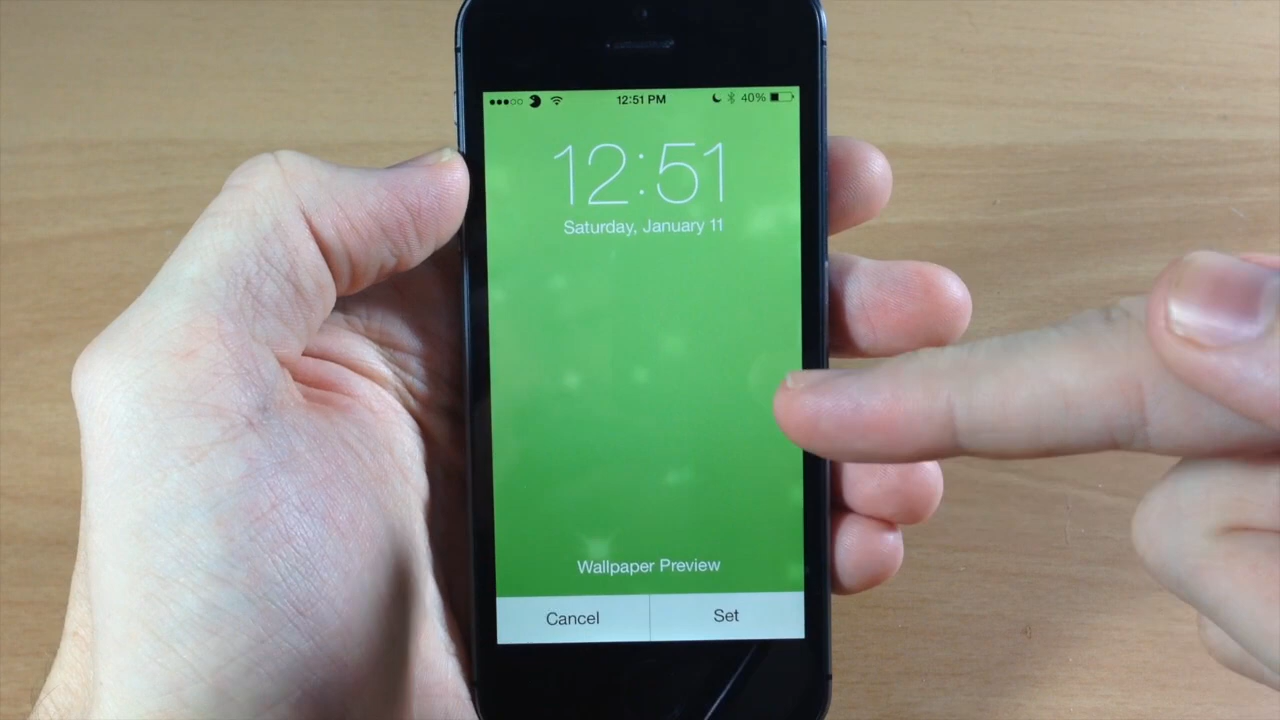 12:51 PM 40%
12:51
Saturday, January 11
Wallpaper Preview
Cancel Set